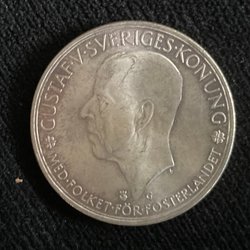 GUSTAF·V·SVERIGES·KONUNG
MED·FOLKET·FÖR·FOSTERLANDET
G